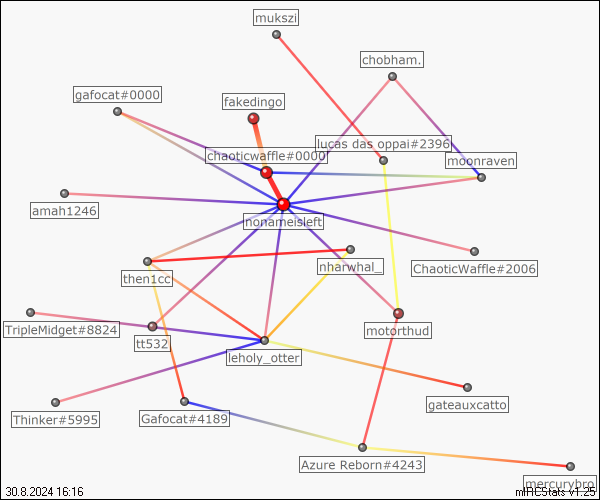 mukszi
chobham.
gafocat#0000
fakedingo
lucas das oppai#2396
chaoticwaffle#0000
moonraven
amah1246
nonameisleft
nharwhal_
ChaoticWaffle#2006
then1cc
TripleMidget#8824
motorthud
tt532
leholy_otter
gateauxcatto
Thinker#5995
Gafocat#4189
Azure Reborn#4243
mercurybro
30.8.2024 16:16
mIRCStats v1.25